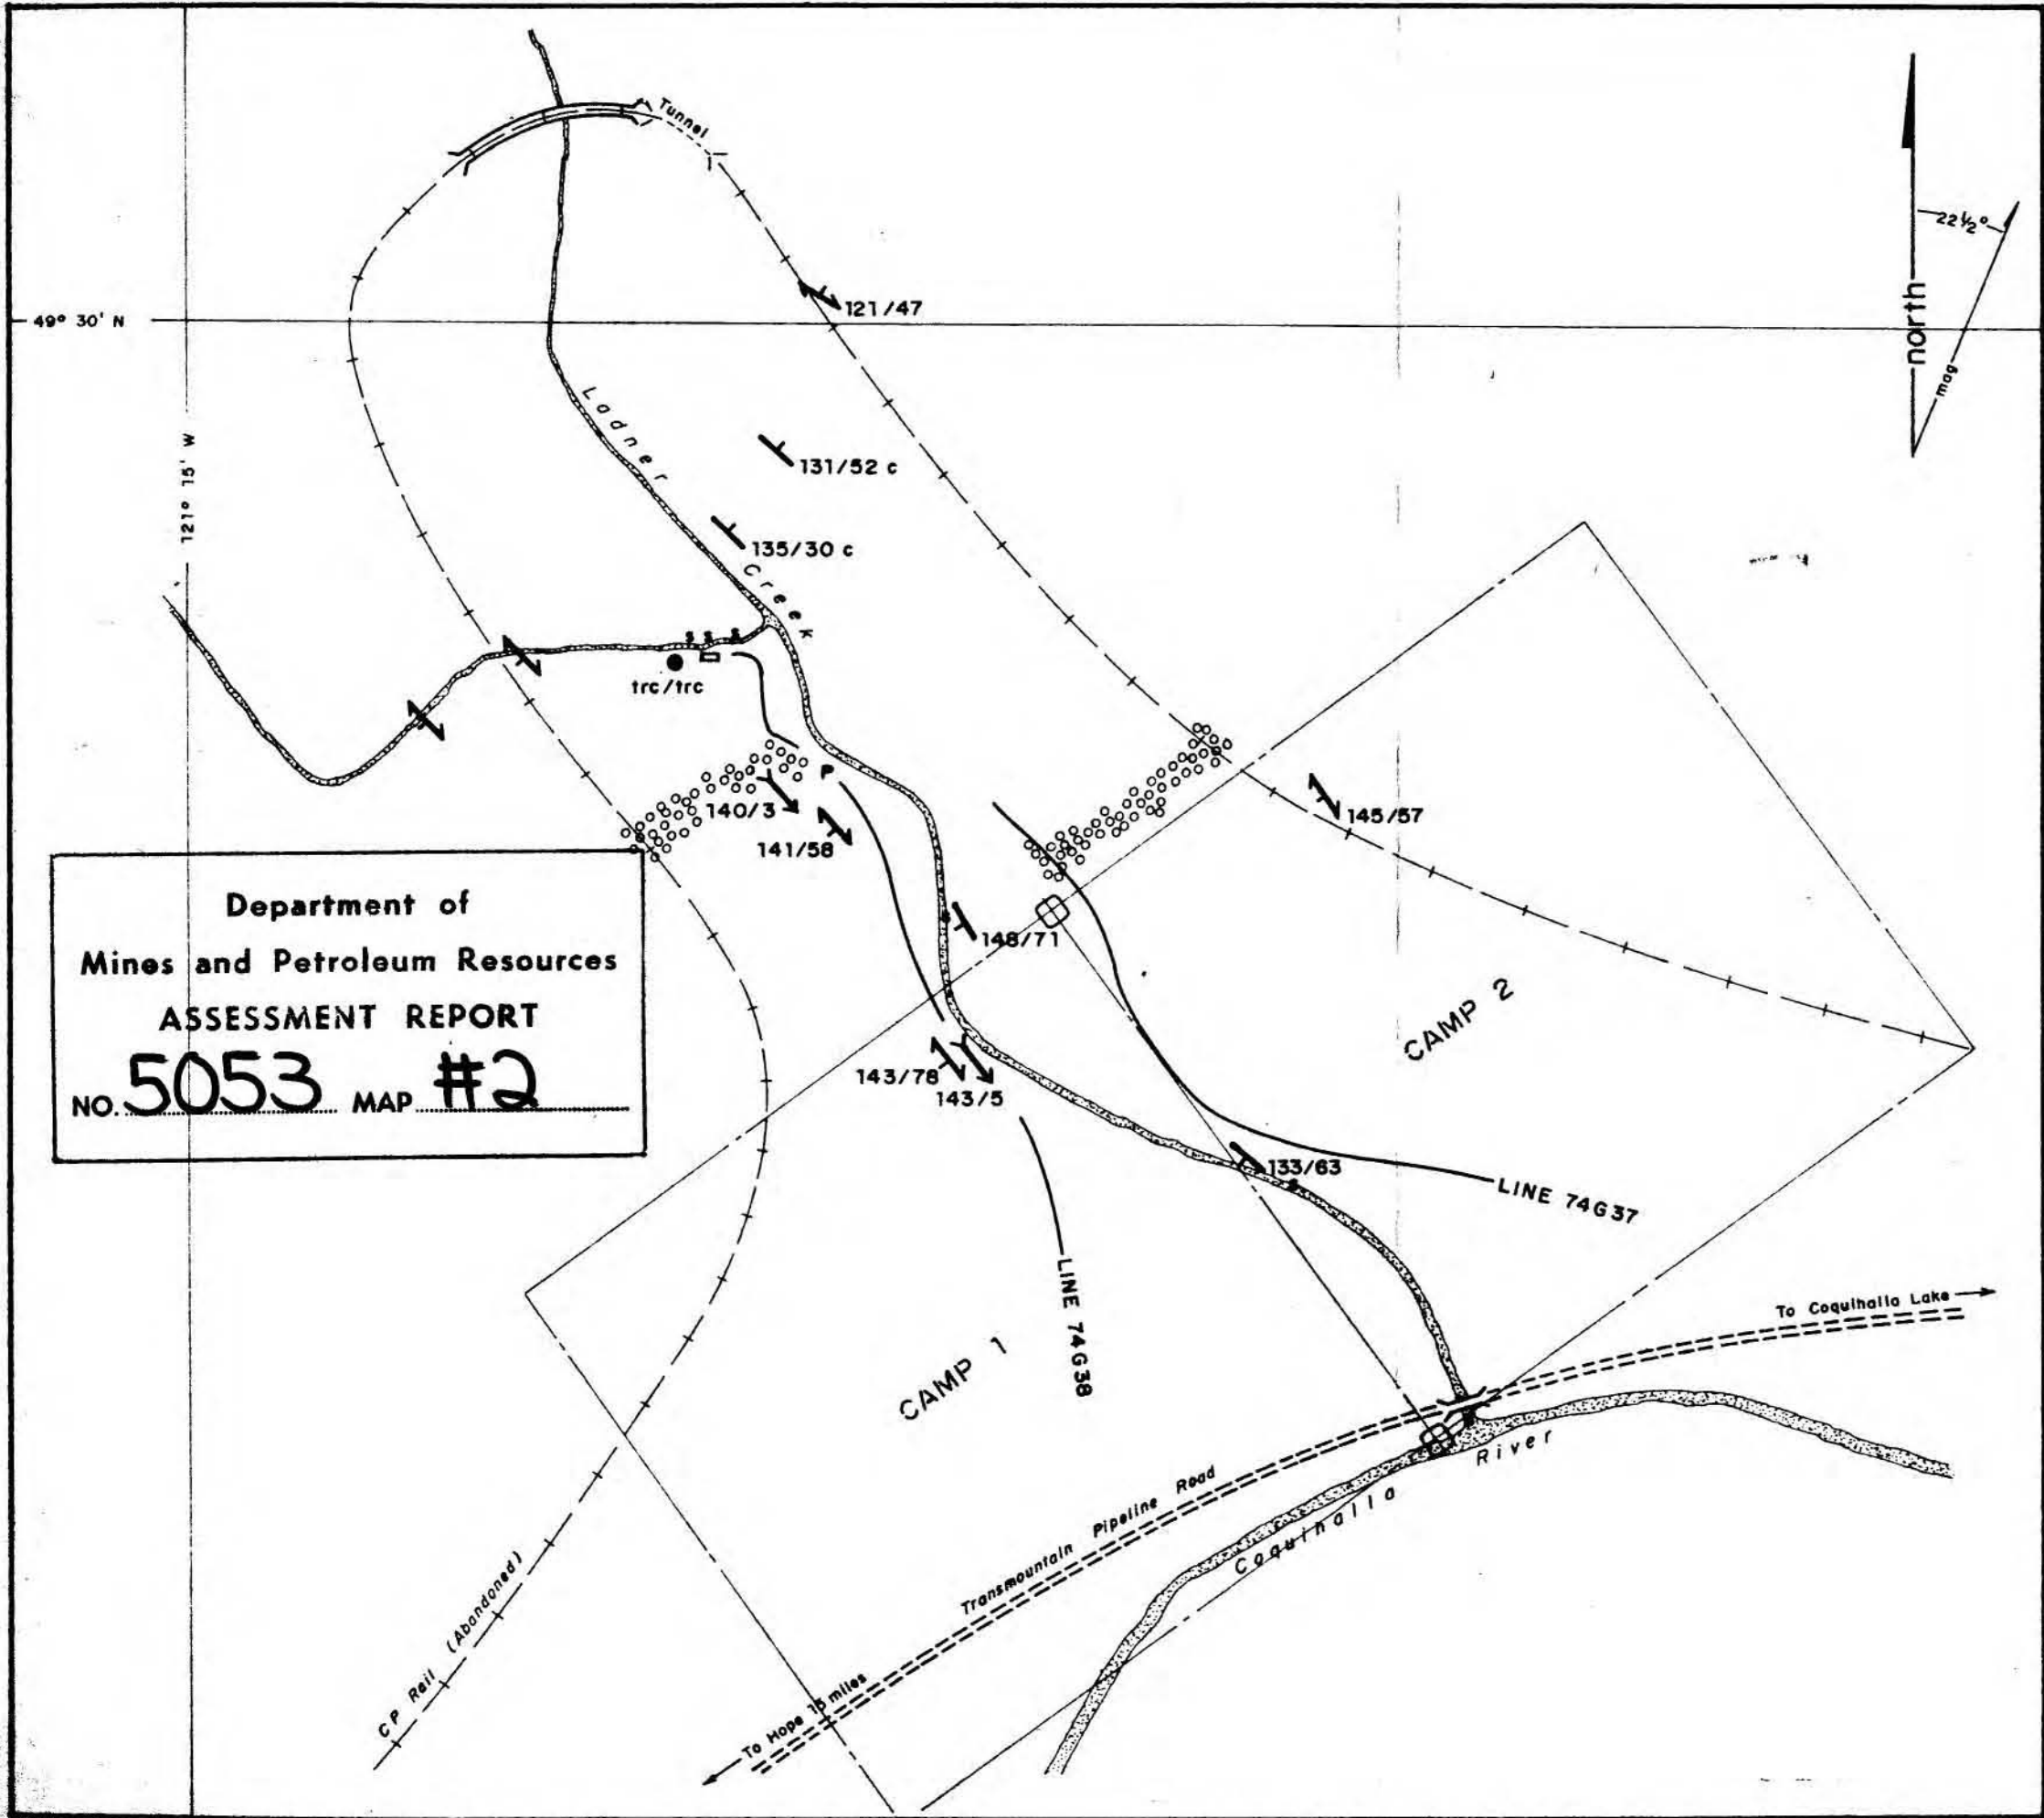 Tunnel
22½°
north
mag
121/47
49° 30' N
Ladner Creek
121° 15' W
131/52 c
135/30 c
s s s
trc/trc
P
140/3
141/58
145/57
Department of
Mines and Petroleum Resources
ASSESSMENT REPORT
NO. 5053 MAP #2
148/71
CAMP 2
143/78
143/5
133/63
LINE 74G37
LINE 74G38
CAMP 1
To Coquihalla Lake
Coquihalla River
Transmountain Pipeline Road
CP Rail (Abandoned)
To Hope 15 miles